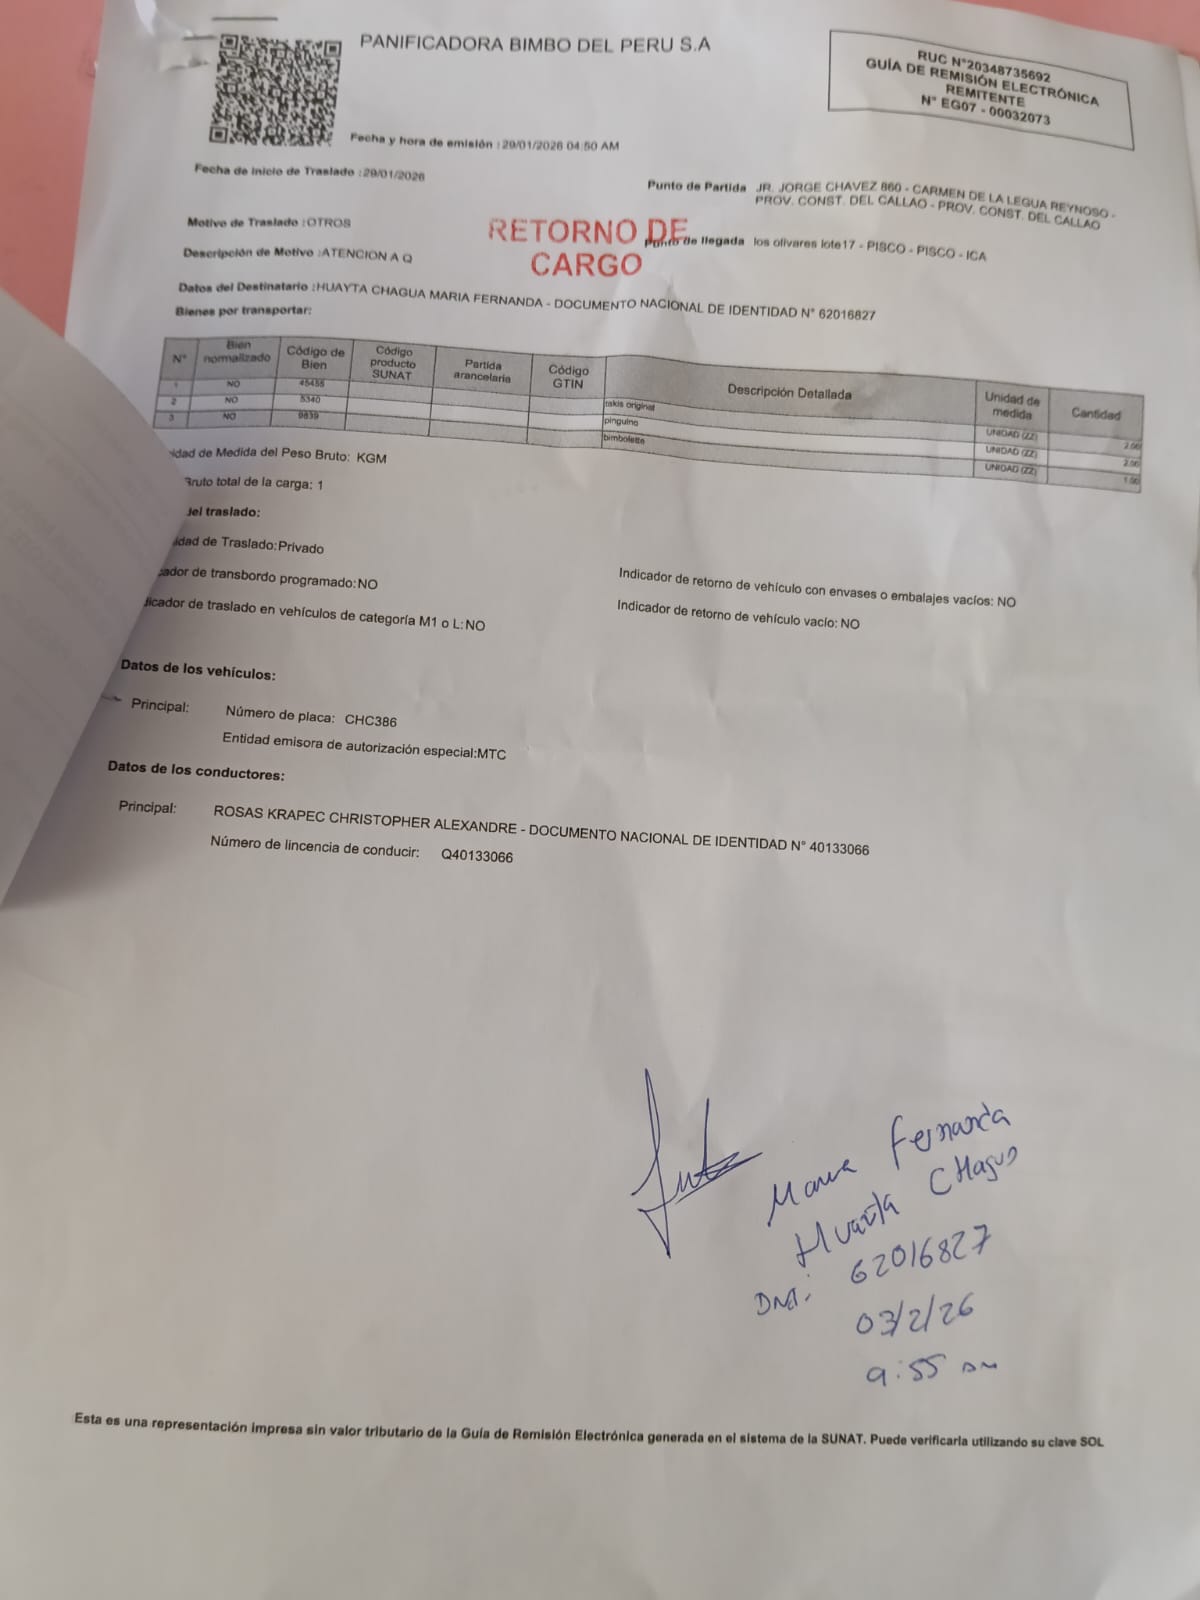 PANIFICADORA BIMBO DEL PERU S.A
RUC N°20348735692
GUÍA DE REMISIÓN ELECTRÓNICA
REMITENTE
N° EG07 - 00032073
Fecha y hora de emisión : 29/01/2026 04:50 AM
Fecha de Inicio de Traslado : 29/01/2026
Punto de Partida JR. JORGE CHAVEZ 860 - CARMEN DE LA LEGUA REYNOSO -
PROV. CONST. DEL CALLAO - PROV. CONST. DEL CALLAO
Motivo de Traslado : OTROS
RETORNO DE
CARGO
Punto de llegada los olivares lote17 - PISCO - PISCO - ICA
Descripción de Motivo : ATENCION A Q
Datos del Destinatario : HUAYTA CHAGUA MARIA FERNANDA - DOCUMENTO NACIONAL DE IDENTIDAD N° 62016827
Bienes por transportar:
N° Bien normalizado Código de Bien Código producto SUNAT Partida arancelaria Código GTIN Descripción Detallada Unidad de medida Cantidad
1 NO 45455 takis original UNIDAD (ZZ) 2.00
2 NO 5340 pinguino UNIDAD (ZZ) 2.00
3 NO 9839 bimbolette UNIDAD (ZZ) 1.00
idad de Medida del Peso Bruto: KGM
Bruto total de la carga: 1
del traslado:
idad de Traslado: Privado
ador de transbordo programado: NO
Indicador de retorno de vehículo con envases o embalajes vacíos: NO
dicador de traslado en vehículos de categoría M1 o L: NO
Indicador de retorno de vehículo vacío: NO
Datos de los vehículos:
Principal: Número de placa: CHC386
Entidad emisora de autorización especial: MTC
Datos de los conductores:
Principal: ROSAS KRAPEC CHRISTOPHER ALEXANDRE - DOCUMENTO NACIONAL DE IDENTIDAD N° 40133066
Número de lincencia de conducir: Q40133066
Maria Fernanda
Huayta CHagua
DNI: 62016827
03/2/26
9:55 am
Esta es una representación impresa sin valor tributario de la Guía de Remisión Electrónica generada en el sistema de la SUNAT. Puede verificarla utilizando su clave SOL